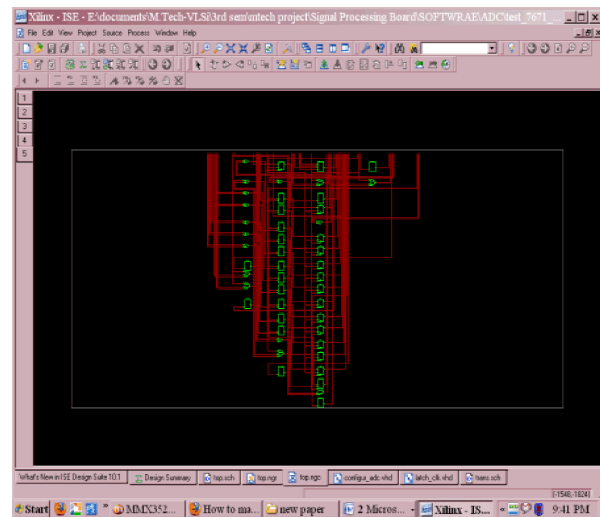 Xilinx - ISE - E:\documents\M.Tech-VLSi\3rd sem\mtech project\Signal Processing Board\SOFTWRAE\ADC\test_7671_
File Edit View Project Source Process Window Help
1
2
3
4
5
What's New in ISE Design Suite 10.1 Design Summary top.sch top.ngr top.ngc configur_adc.vhd latch_clk.vhd trans.sch
[-1548,-1824]
Start MMX352... How to ma... new paper 2 Micros... Xilinx - IS... 9:41 PM